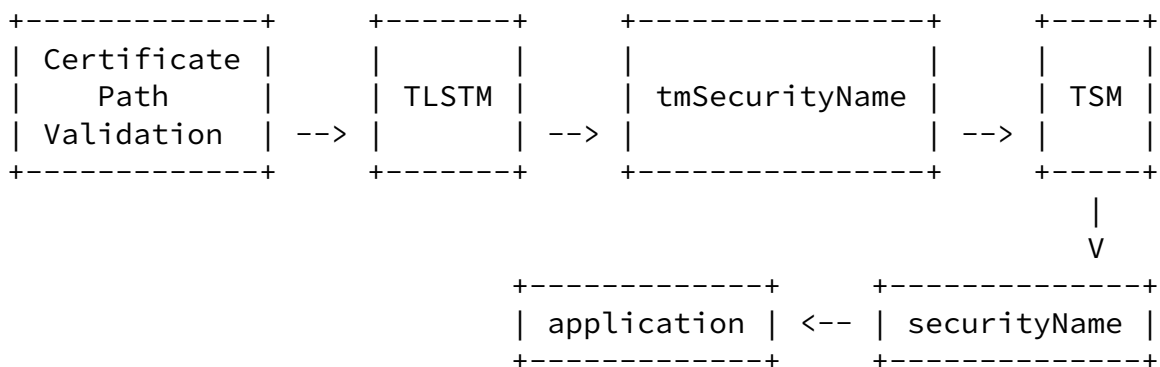 +-------------+     +-------+     +----------------+     +-----+
| Certificate |     |       |     |                |     |     |
|    Path     |     | TLSTM |     | tmSecurityName |     | TSM |
| Validation  | --> |       | --> |                | --> |     |
+-------------+     +-------+     +----------------+     +-----+
                                                            |
                                                            V
                            +-------------+     +--------------+
                            | application | <-- | securityName |
                            +-------------+     +--------------+